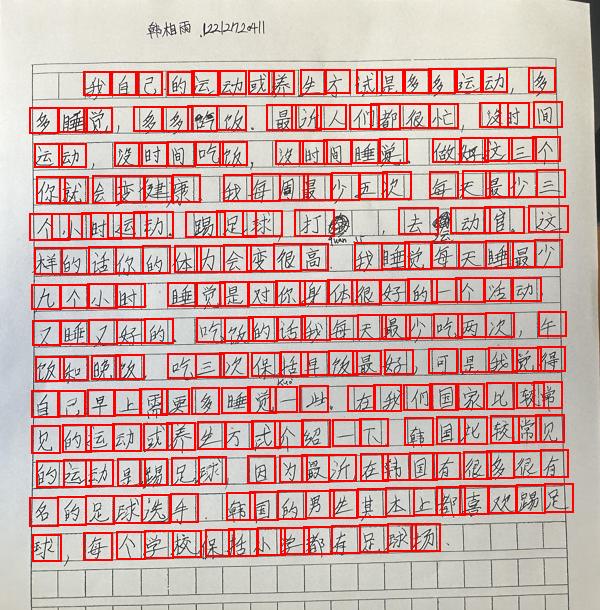 韩相雨 .12212720411
我自己的运动或养生方试是多多运动，多
多睡觉，多多吃饭．最近人们都很忙，没时间
运动，没时间吃饭，没时间睡觉．做好这三个
你就会变健康．我每周最少五次 每天最少三
个小时运动．踢足球，打 ，去运动官。这
quan
样的话你的体力会变很高．我睡觉每天睡最少
九个小时 睡觉是对你身体很好的一个活动．
又睡又好的．吃饭的话我每天最少吃两次，午
饭和晚饭．吃三次保括早饭最好，可是我觉得
kuo
自己早上需要多睡觉一些。在我们国家比较常
见的运动或养生方式介绍一下 韩国比较常见
的运动是踢足球，因为最近在韩国有很多很有
名的足球洗手．韩国的男生基本上都喜欢踢足
球，每个学校保括小学都有足球场．